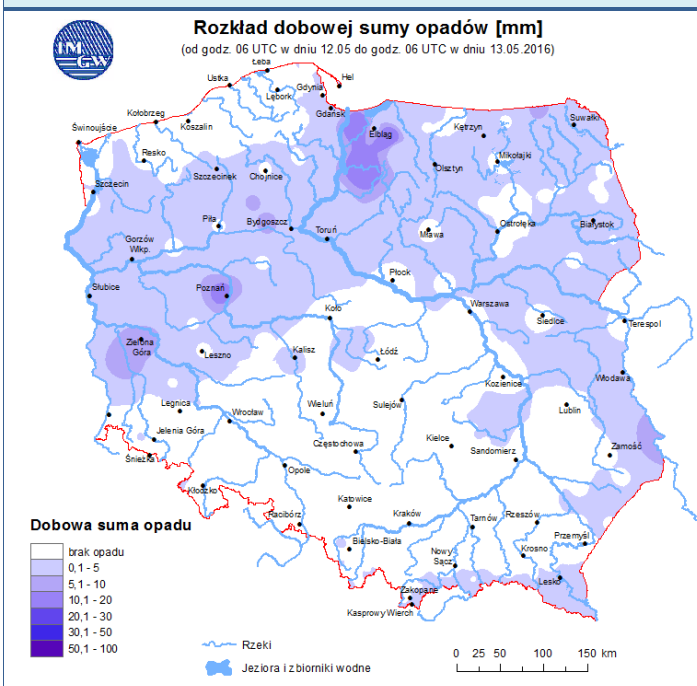 Rozkład dobowej sumy opadów [mm]
(od godz. 06 UTC w dniu 12.05 do godz. 06 UTC w dniu 13.05.2016)
IM
GW
Łeba
Ustka
Hel
Lębork
Gdynia
Gdańsk
Kołobrzeg
Koszalin
Świnoujście
Elbląg
Kętrzyn
Suwałki
Resko
Szczecinek
Chojnice
Olsztyn
Mikołajki
Szczecin
Piła
Bydgoszcz
Toruń
Mława
Ostrołęka
Białystok
Gorzów
Wlkp.
Płock
Słubice
Poznań
Koło
Warszawa
Siedlce
Terespol
Zielona
Góra
Leszno
Kalisz
Łódź
Kozienice
Włodawa
Legnica
Wrocław
Wieluń
Sulejów
Lublin
Jelenia Góra
Śnieżka
Częstochowa
Kielce
Sandomierz
Zamość
Opole
Kłodzko
Katowice
Racibórz
Kraków
Tarnów
Rzeszów
Przemyśl
Bielsko-Biała
Nowy
Sącz
Krosno
Lesko
Zakopane
Kasprowy Wierch
Dobowa suma opadu
brak opadu
0,1 - 5
5,1 - 10
10,1 - 20
20,1 - 30
30,1 - 50
50,1 - 100
Rzeki
Jeziora i zbiorniki wodne
0 25 50 100 150 km